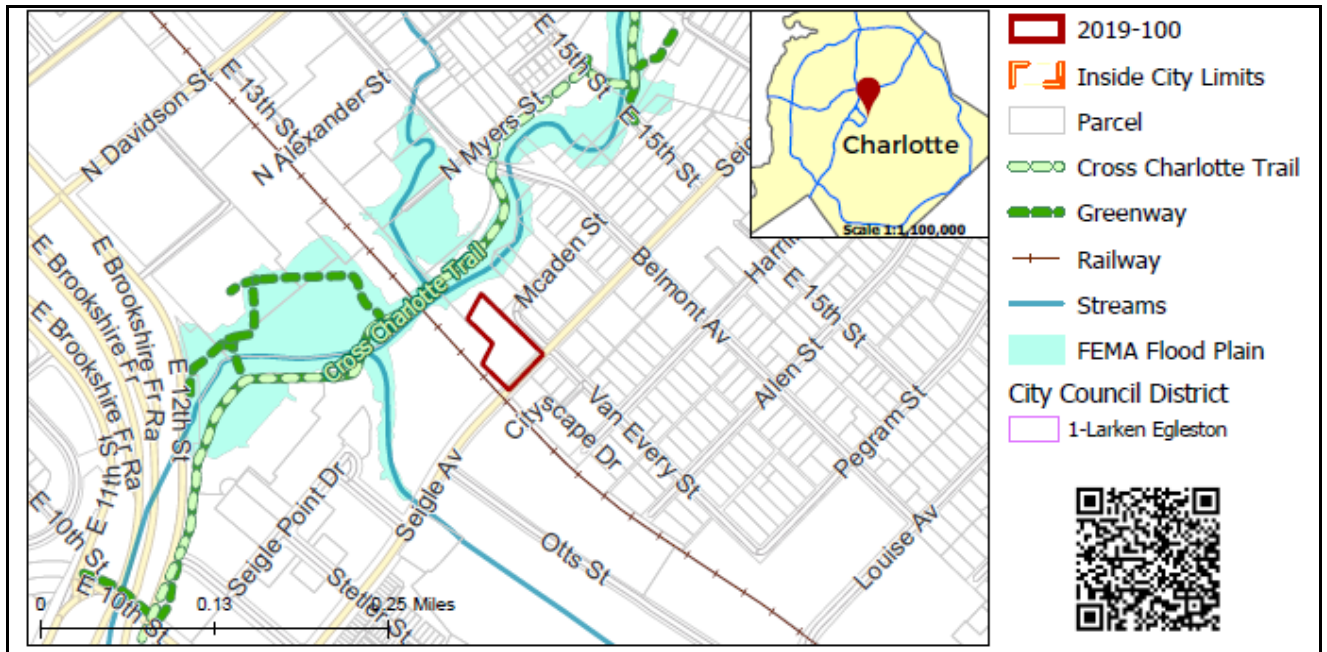 N Davidson St
E 13th St
N Alexander St
E 15th St
N Myers St
E 15th St
Seig
Mcaden St
Belmont Av
Harri
E 15th St
Allen St
Pegram St
Louise Av
Van Every St
Cityscape Dr
Cross Charlotte Trail
E Brookshire Fr Ra
E Brookshire Fr
E Brookshire Fr Ra
E 12th St
E 11th St
E 10th St
E 10th St
Seigle Point Dr
Seigle Av
Otts St
Stetler St
0 0.13 0.25 Miles
Charlotte
Scale 1:1,100,000
2019-100
Inside City Limits
Parcel
Cross Charlotte Trail
Greenway
Railway
Streams
FEMA Flood Plain
City Council District
1-Larken Egleston